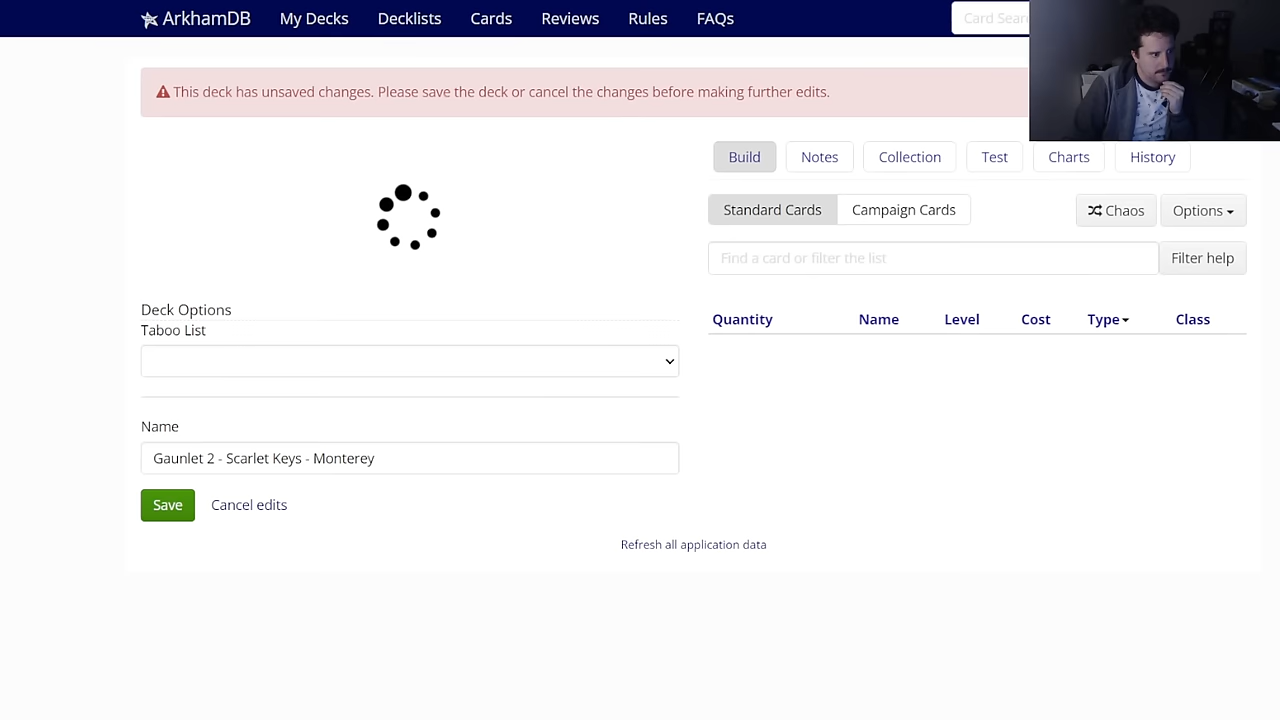 ArkhamDB My Decks Decklists Cards Reviews Rules FAQs Card Sear
This deck has unsaved changes. Please save the deck or cancel the changes before making further edits.
Build Notes Collection Test Charts History
Standard Cards Campaign Cards Chaos Options
Find a card or filter the list Filter help
Deck Options
Taboo List
Quantity Name Level Cost Type Class
Name
Gaunlet 2 - Scarlet Keys - Monterey
Save Cancel edits
Refresh all application data